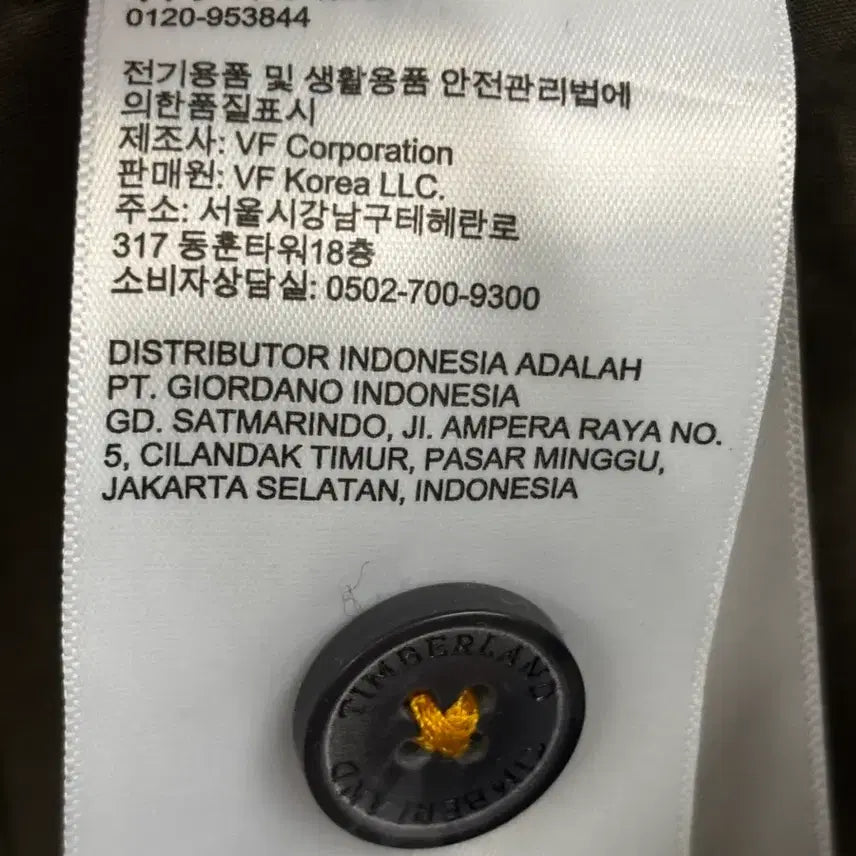 0120-953844
전기용품 및 생활용품 안전관리법에
의한품질표시
제조사: VF Corporation
판매원: VF Korea LLC.
주소: 서울시강남구테헤란로
317 동훈타워18층
소비자상담실: 0502-700-9300
DISTRIBUTOR INDONESIA ADALAH
PT. GIORDANO INDONESIA
GD. SATMARINDO, Jl. AMPERA RAYA NO.
5, CILANDAK TIMUR, PASAR MINGGU,
JAKARTA SELATAN, INDONESIA
TIMBERLAND
TIMBERLAND